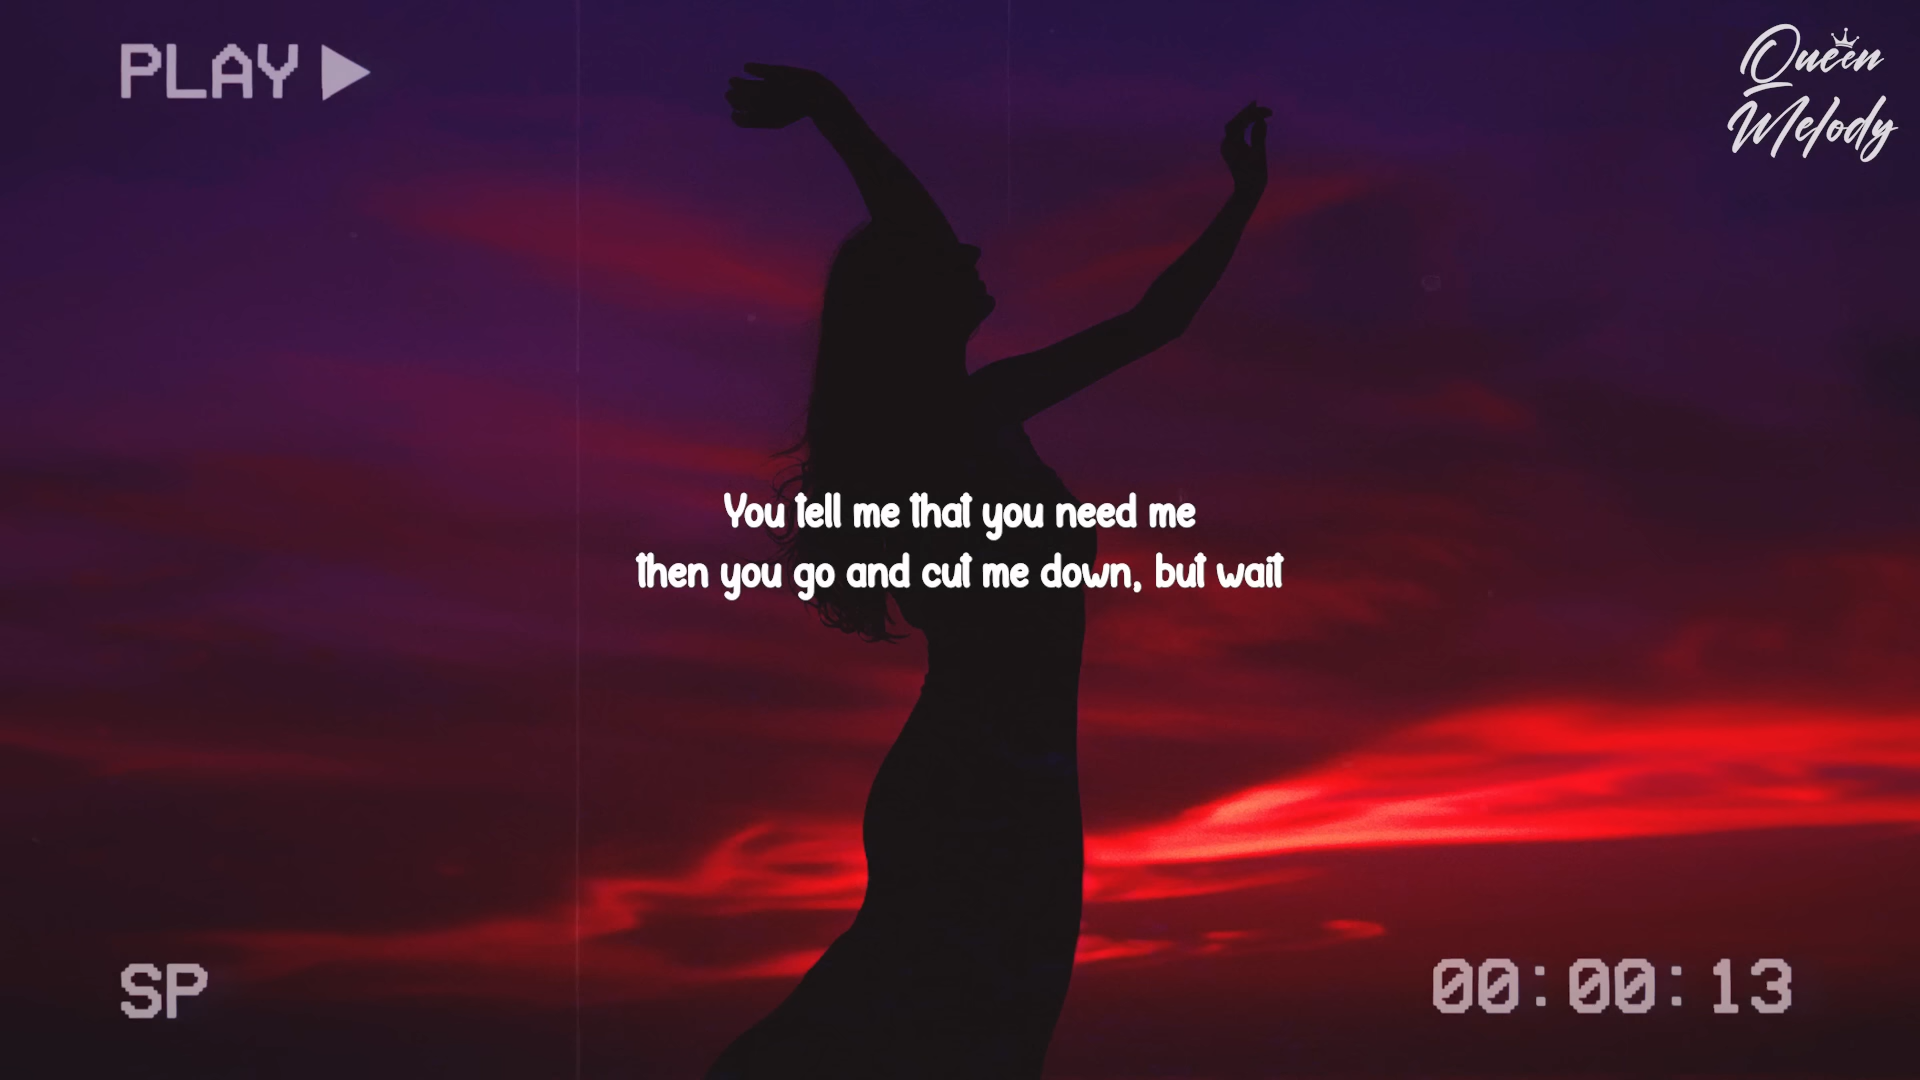 PLAY
Queen
Melody
You tell me that you need me
then you go and cut me down, but wait
SP
00:00:13